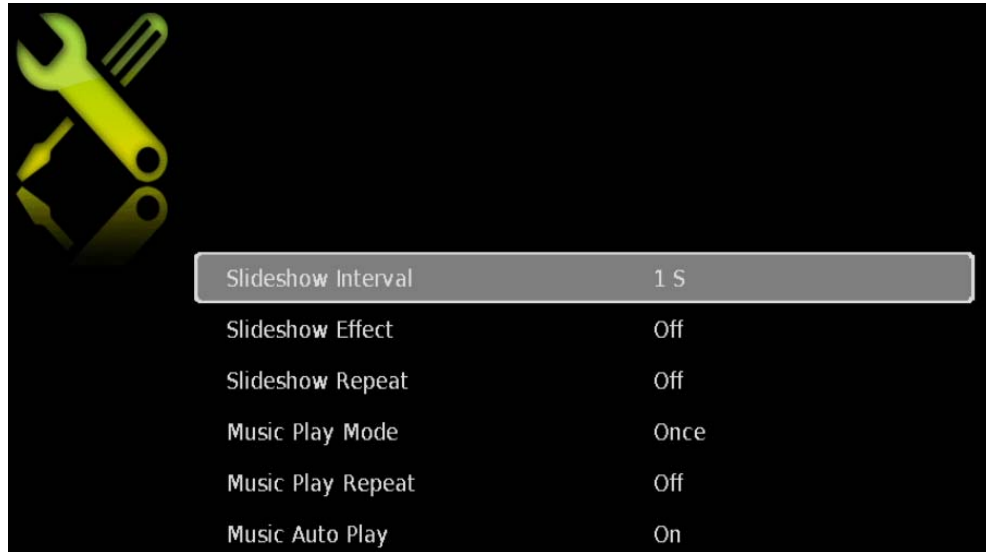 Slideshow Interval 1 S
Slideshow Effect Off
Slideshow Repeat Off
Music Play Mode Once
Music Play Repeat Off
Music Auto Play On